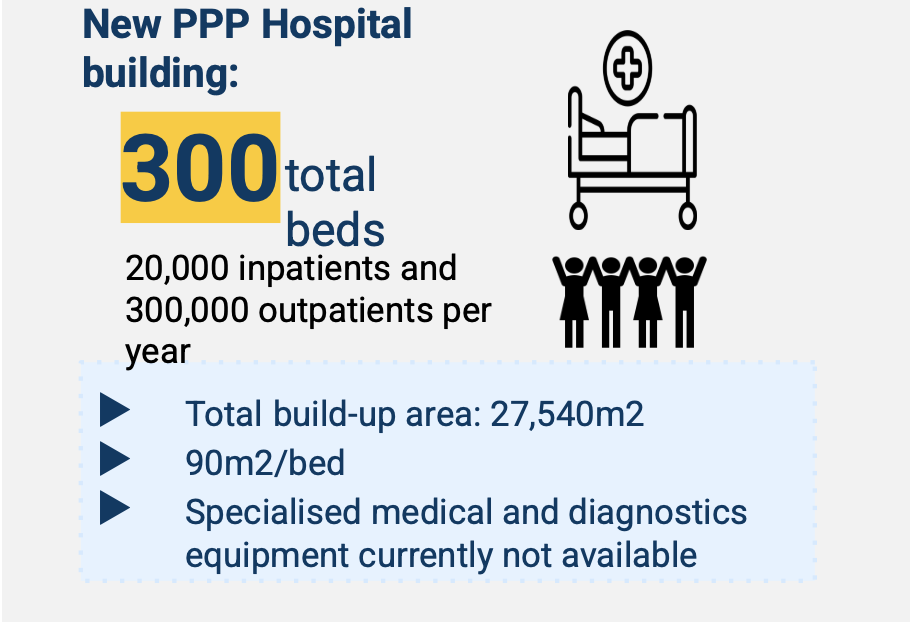 New PPP Hospital
building:
300 total
beds
20,000 inpatients and
300,000 outpatients per
year
Total build-up area: 27,540m2
90m2/bed
Specialised medical and diagnostics
equipment currently not available